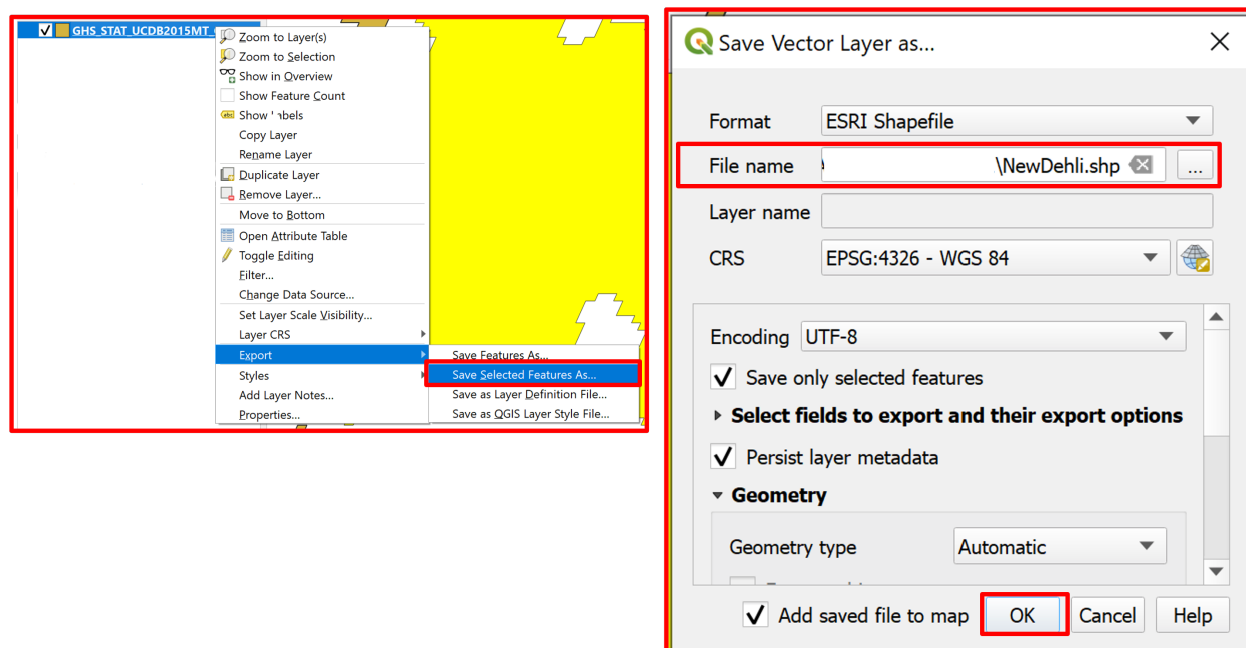 GHS_STAT_UCDB2015MT_
Zoom to Layer(s)
Zoom to Selection
Show in Overview
Show Feature Count
abc Show
Copy Layer
Rename Layer
Duplicate Layer
Remove Layer...
Move to Bottom
Open Attribute Table
Toggle Editing
Filter...
Change Data Source...
Set Layer Scale Visibility...
Layer CRS
Export
Styles
Add Layer Notes...
Properties...
Save Features As...
Save Selected Features As...
Save as Layer Definition File...
Save as QGIS Layer Style File...
Save Vector Layer as...
Format ESRI Shapefile
File name \NewDehli.shp ...
Layer name
CRS EPSG:4326 - WGS 84
Encoding UTF-8
Save only selected features
Select fields to export and their export options
Persist layer metadata
Geometry
Geometry type Automatic
Add saved file to map OK Cancel Help